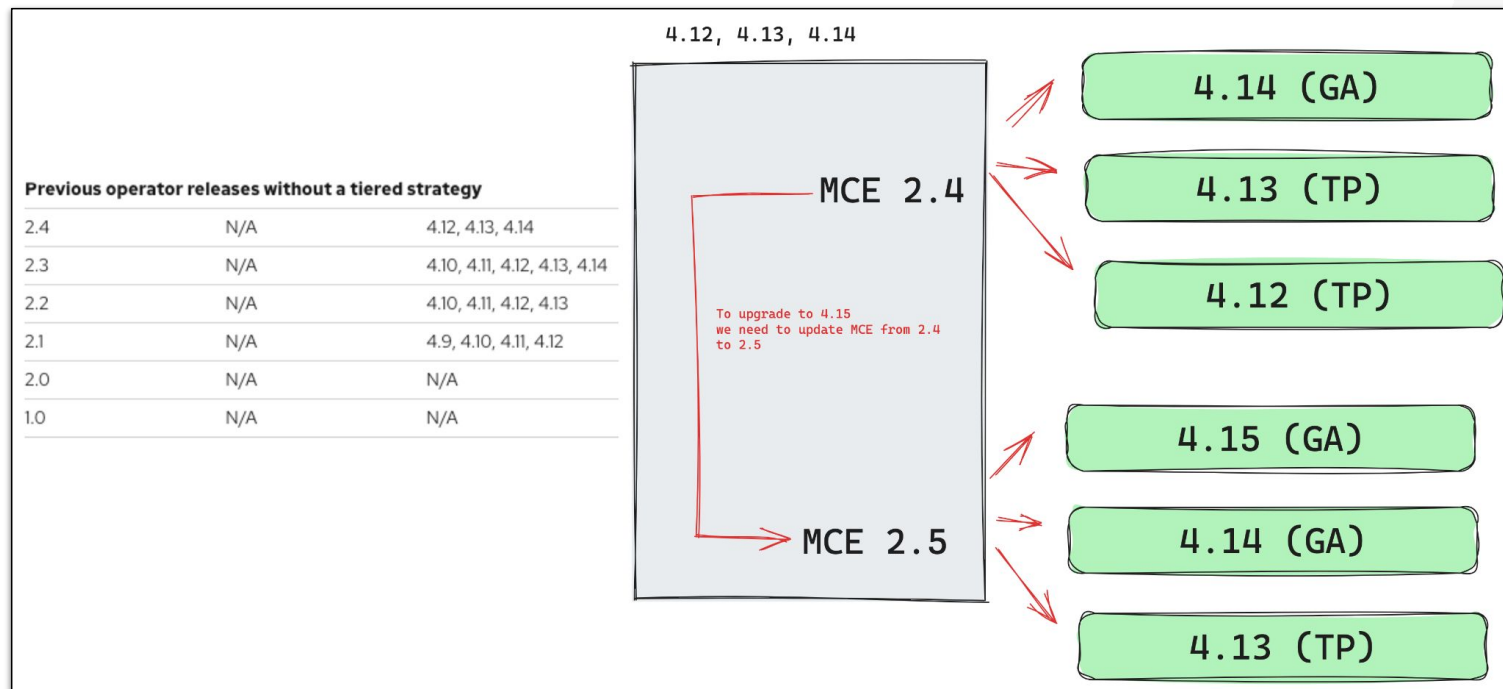 4.12, 4.13, 4.14
Previous operator releases without a tiered strategy
2.4 N/A 4.12, 4.13, 4.14
2.3 N/A 4.10, 4.11, 4.12, 4.13, 4.14
2.2 N/A 4.10, 4.11, 4.12, 4.13
2.1 N/A 4.9, 4.10, 4.11, 4.12
2.0 N/A N/A
1.0 N/A N/A
MCE 2.4
To upgrade to 4.15
we need to update MCE from 2.4
to 2.5
MCE 2.5
4.14 (GA)
4.13 (TP)
4.12 (TP)
4.15 (GA)
4.14 (GA)
4.13 (TP)